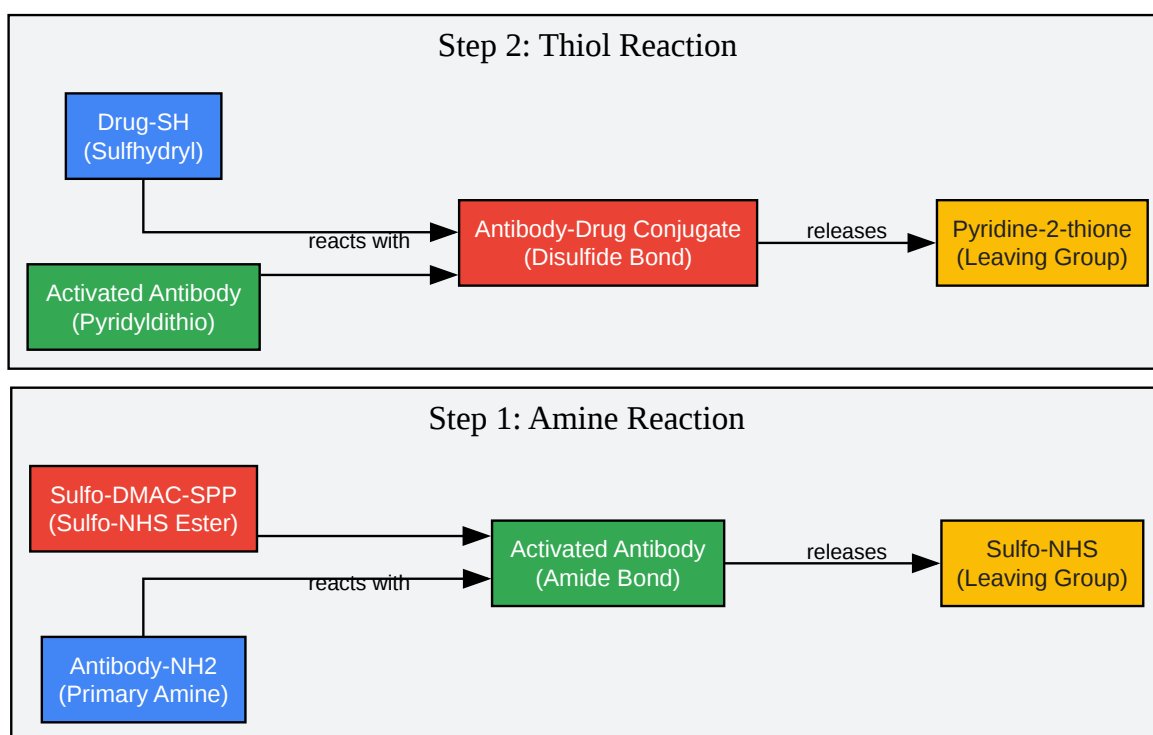 Step 2: Thiol Reaction
Drug-SH
(Sulfhydryl)
reacts with
Activated Antibody
(Pyridyldithio)
Antibody-Drug Conjugate
(Disulfide Bond)
releases
Pyridine-2-thione
(Leaving Group)
Step 1: Amine Reaction
Sulfo-DMAC-SPP
(Sulfo-NHS Ester)
reacts with
Antibody-NH2
(Primary Amine)
Activated Antibody
(Amide Bond)
releases
Sulfo-NHS
(Leaving Group)